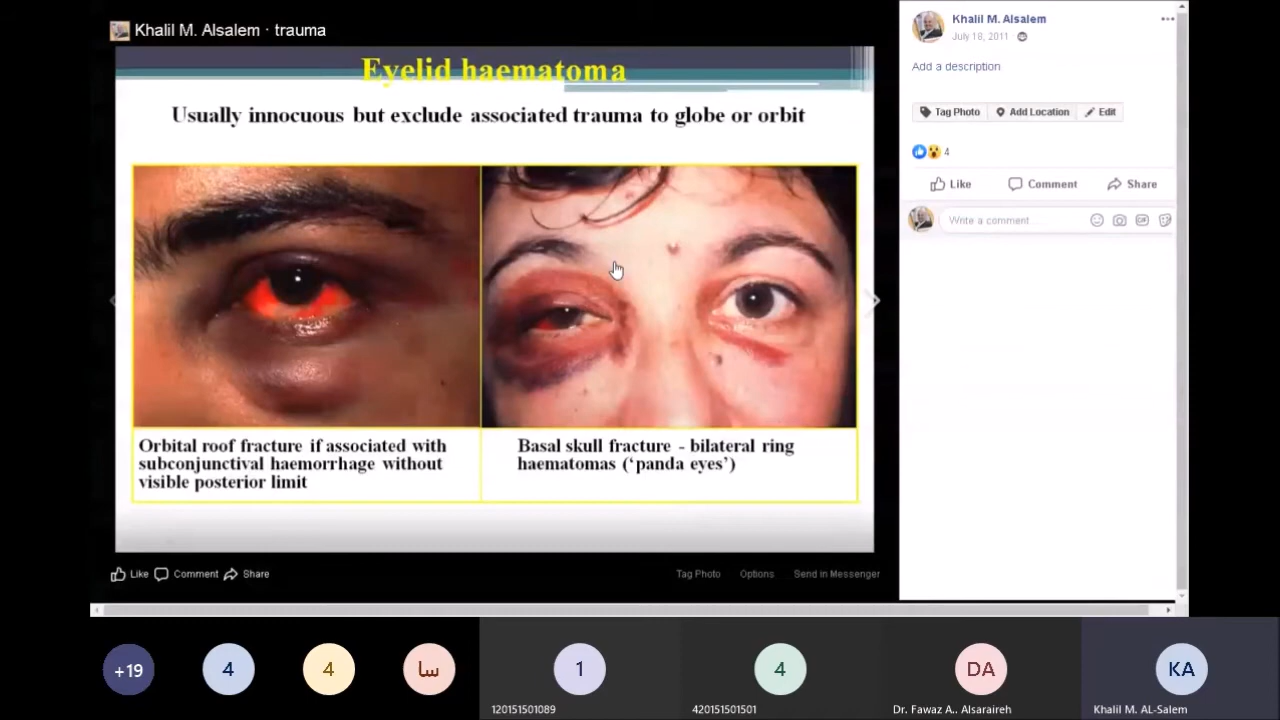 Khalil M. Alsalem · trauma
Eyelid haematoma
Usually innocuous but exclude associated trauma to globe or orbit
Orbital roof fracture if associated with
subconjunctival haemorrhage without
visible posterior limit
Basal skull fracture - bilateral ring
haematomas (‘panda eyes’)
Like Comment Share
Tag Photo Options Send in Messenger
Khalil M. Alsalem
July 18, 2011
Add a description
Tag Photo Add Location Edit
4
Like Comment Share
Write a comment...
GIF
+19
4
4
سا
1
120151501089
4
420151501501
DA
Dr. Fawaz A.. Alsaraireh
KA
Khalil M. AL-Salem